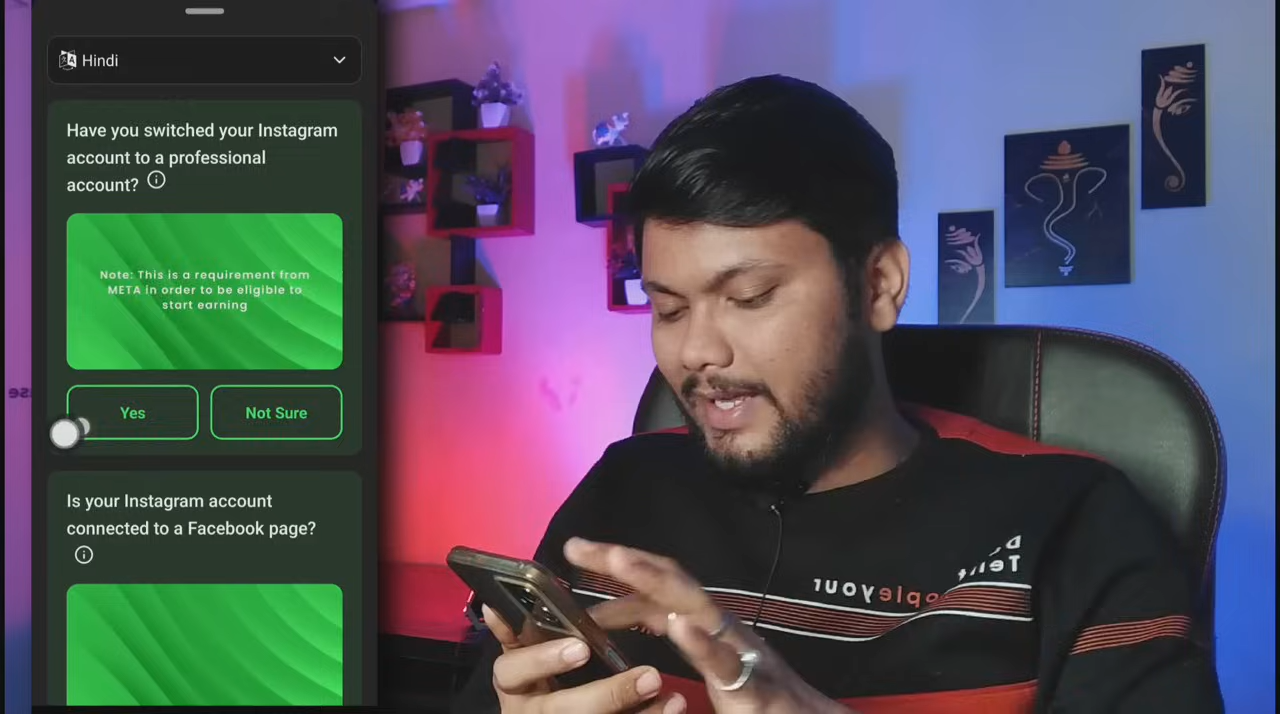 Hindi
Have you switched your Instagram
account to a professional
account?
Note: This is a requirement from
META in order to be eligible to
start earning
Yes
Not Sure
Is your Instagram account
connected to a Facebook page?
your